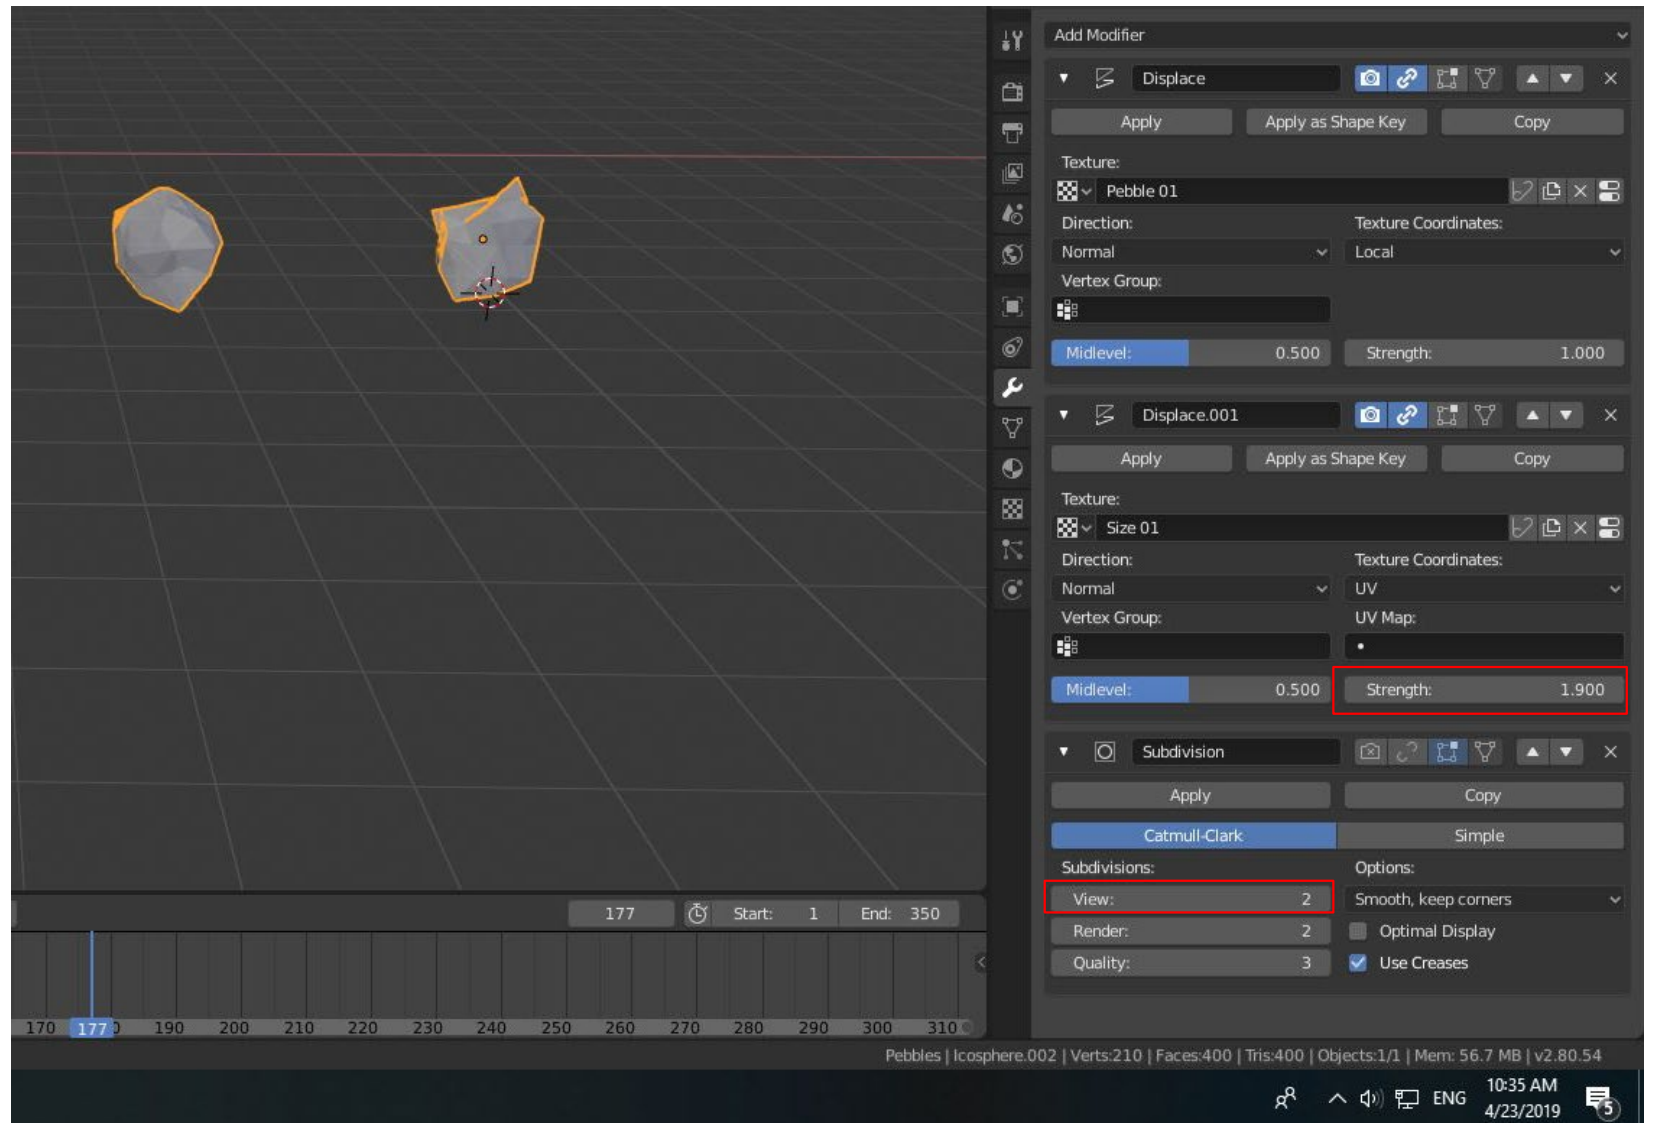 Add Modifier
Displace
Apply Apply as Shape Key Copy
Texture:
Pebble 01
Direction: Texture Coordinates:
Normal Local
Vertex Group:
Midlevel: 0.500 Strength: 1.000
Displace.001
Apply Apply as Shape Key Copy
Texture:
Size 01
Direction: Texture Coordinates:
Normal UV
Vertex Group: UV Map:
Midlevel: 0.500 Strength: 1.900
Subdivision
Apply Copy
Catmull-Clark Simple
Subdivisions: Options:
View: 2 Smooth, keep corners
Render: 2 Optimal Display
Quality: 3 Use Creases
177 Start: 1 End: 350
170 177 190 200 210 220 230 240 250 260 270 280 290 300 310
Pebbles | Icosphere.002 | Verts:210 | Faces:400 | Tris:400 | Objects:1/1 | Mem: 56.7 MB | v2.80.54
ENG 10:35 AM
4/23/2019
5